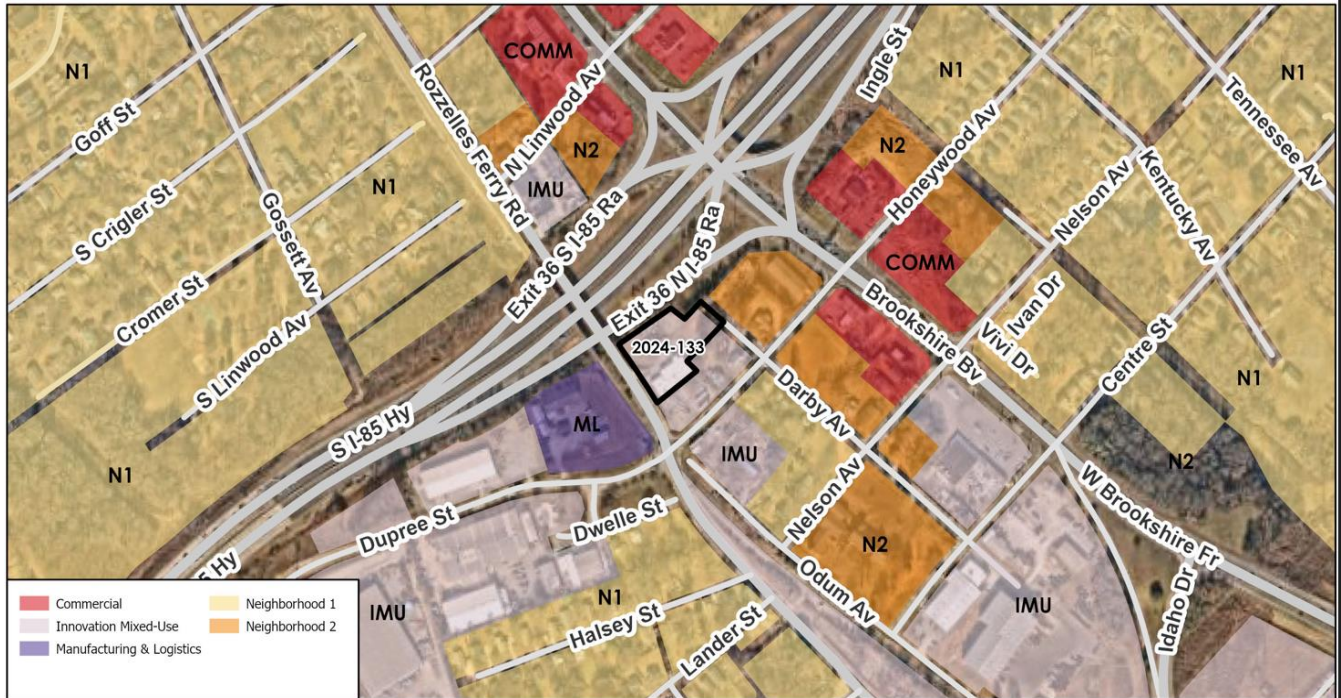 COMM
N1
Goff St
S Crigler St
Cromer St
S Linwood Av
Gossett Av
N1
Rozzelles Ferry Rd
N Linwood Av
N2
IMU
Exit 36 S I-85 Ra
Exit 36 N I-85 Ra
Ingle St
N1
N1
Tennessee Av
Kentucky Av
N2
Honeywood Av
Nelson Av
COMM
Brookshire Bv
Ivan Dr
Vivi Dr
Centre St
N1
2024-133
Darby Av
S I-85 Hy
N1
ML
IMU
Nelson Av
N2
N2
W Brookshire Fr
Dupree St
Dwelle St
5 Hy
Odum Av
IMU
Idaho Dr
N1
Halsey St
Lander St
IMU
Commercial
Innovation Mixed-Use
Manufacturing & Logistics
Neighborhood 1
Neighborhood 2